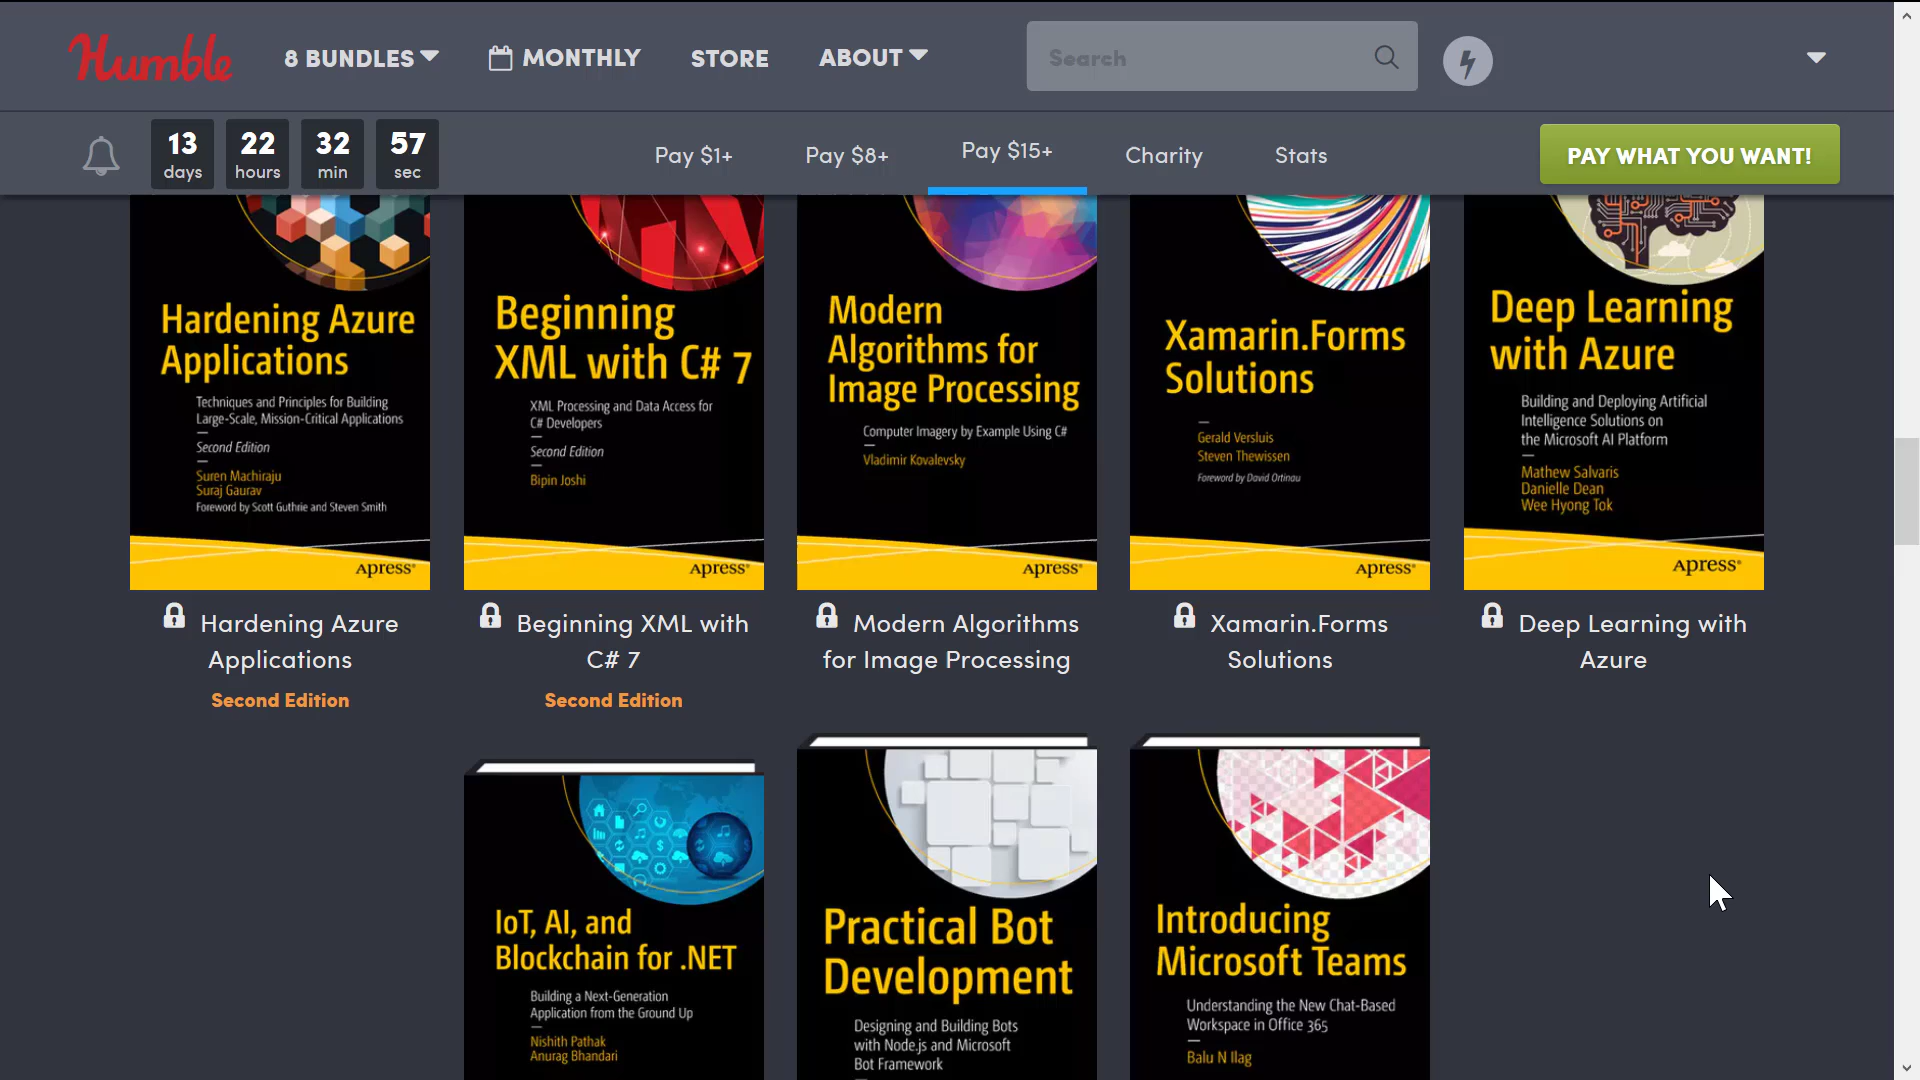 Humble
8 BUNDLES
MONTHLY
STORE
ABOUT
Search
13
days
22
hours
32
min
57
sec
Pay $1+
Pay $8+
Pay $15+
Charity
Stats
PAY WHAT YOU WANT!
Hardening Azure
Applications
Techniques and Principles for Building
Large-Scale, Mission-Critical Applications
Second Edition
Suren Machiraju
Suraj Gaurav
Foreword by Scott Guthrie and Steven Smith
Apress®
Beginning
XML with C# 7
XML Processing and Data Access for
C# Developers
Second Edition
Bipin Joshi
Apress®
Modern
Algorithms for
Image Processing
Computer Imagery by Example Using C#
Vladimir Kovalevsky
Apress®
Xamarin.Forms
Solutions
Gerald Versluis
Steven Thewissen
Foreword by David Ortinau
Apress®
Deep Learning
with Azure
Building and Deploying Artificial
Intelligence Solutions on
the Microsoft AI Platform
Mathew Salvaris
Danielle Dean
Wee Hyong Tok
Apress®
Hardening Azure
Applications
Second Edition
Beginning XML with
C# 7
Second Edition
Modern Algorithms
for Image Processing
Xamarin.Forms
Solutions
Deep Learning with
Azure
IoT, AI, and
Blockchain for .NET
Building a Next-Generation
Application from the Ground Up
Nishith Pathak
Anurag Bhandari
Practical Bot
Development
Designing and Building Bots
with Node.js and Microsoft
Bot Framework
Introducing
Microsoft Teams
Understanding the New Chat-Based
Workspace in Office 365
Balu N Ilag